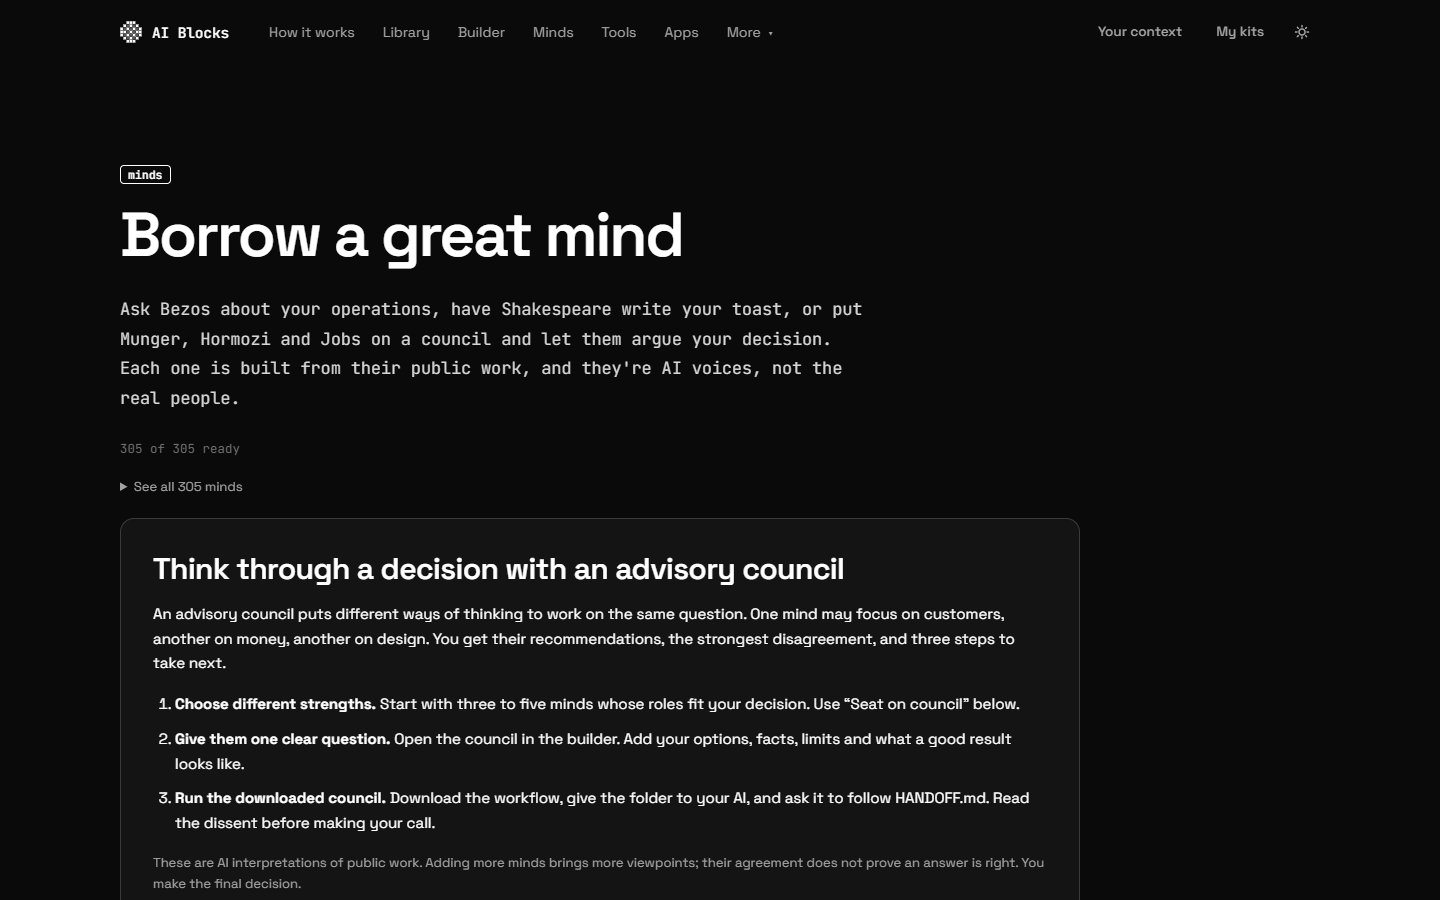 AI Blocks How it works Library Builder Minds Tools Apps More ▾ Your context My kits
minds
Borrow a great mind
Ask Bezos about your operations, have Shakespeare write your toast, or put
Munger, Hormozi and Jobs on a council and let them argue your decision.
Each one is built from their public work, and they're AI voices, not the
real people.
305 of 305 ready
▶ See all 305 minds
Think through a decision with an advisory council
An advisory council puts different ways of thinking to work on the same question. One mind may focus on customers,
another on money, another on design. You get their recommendations, the strongest disagreement, and three steps to
take next.
1. Choose different strengths. Start with three to five minds whose roles fit your decision. Use “Seat on council” below.
2. Give them one clear question. Open the council in the builder. Add your options, facts, limits and what a good result
looks like.
3. Run the downloaded council. Download the workflow, give the folder to your AI, and ask it to follow HANDOFF.md. Read
the dissent before making your call.
These are AI interpretations of public work. Adding more minds brings more viewpoints; their agreement does not prove an answer is right. You
make the final decision.